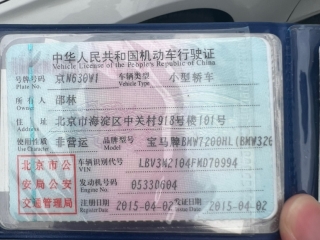 中华人民共和国机动车行驶证
Vehicle License of the People's Republic of China
号牌号码 京N630W1 车辆类型 小型轿车
Plate No. Vehicle Type
所有人 邵林
Owner
住址 北京市海淀区中关村918号楼101号
Address
使用性质 非营运 品牌型号 宝马牌BMW7200ML(BMW326
Use Character Model
北京市公安局公安交通管理局
车辆识别代号 LBV3M2104FMD70994
VIN
发动机号码 0533D604
Engine No.
注册日期 2015-04-02 发证日期 2015-04-02
Register Date Issue Date